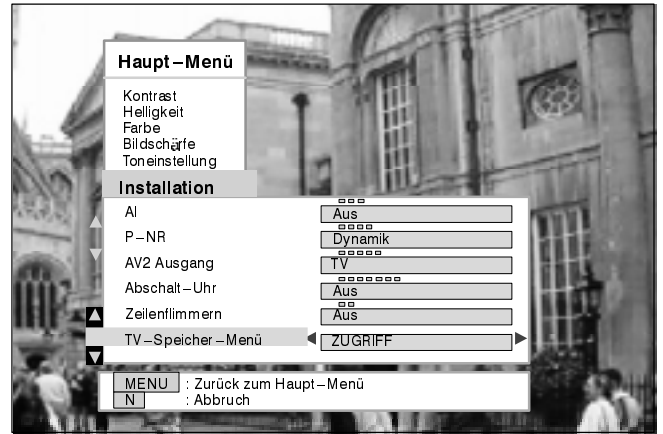 Haupt–Menü
Kontrast
Helligkeit
Farbe
Bildschärfe
Toneinstellung
Installation
AI Aus
P–NR Dynamik
AV2 Ausgang TV
Abschalt–Uhr Aus
Zeilenflimmern Aus
TV–Speicher–Menü ZUGRIFF
MENU : Zurück zum Haupt–Menü
N : Abbruch